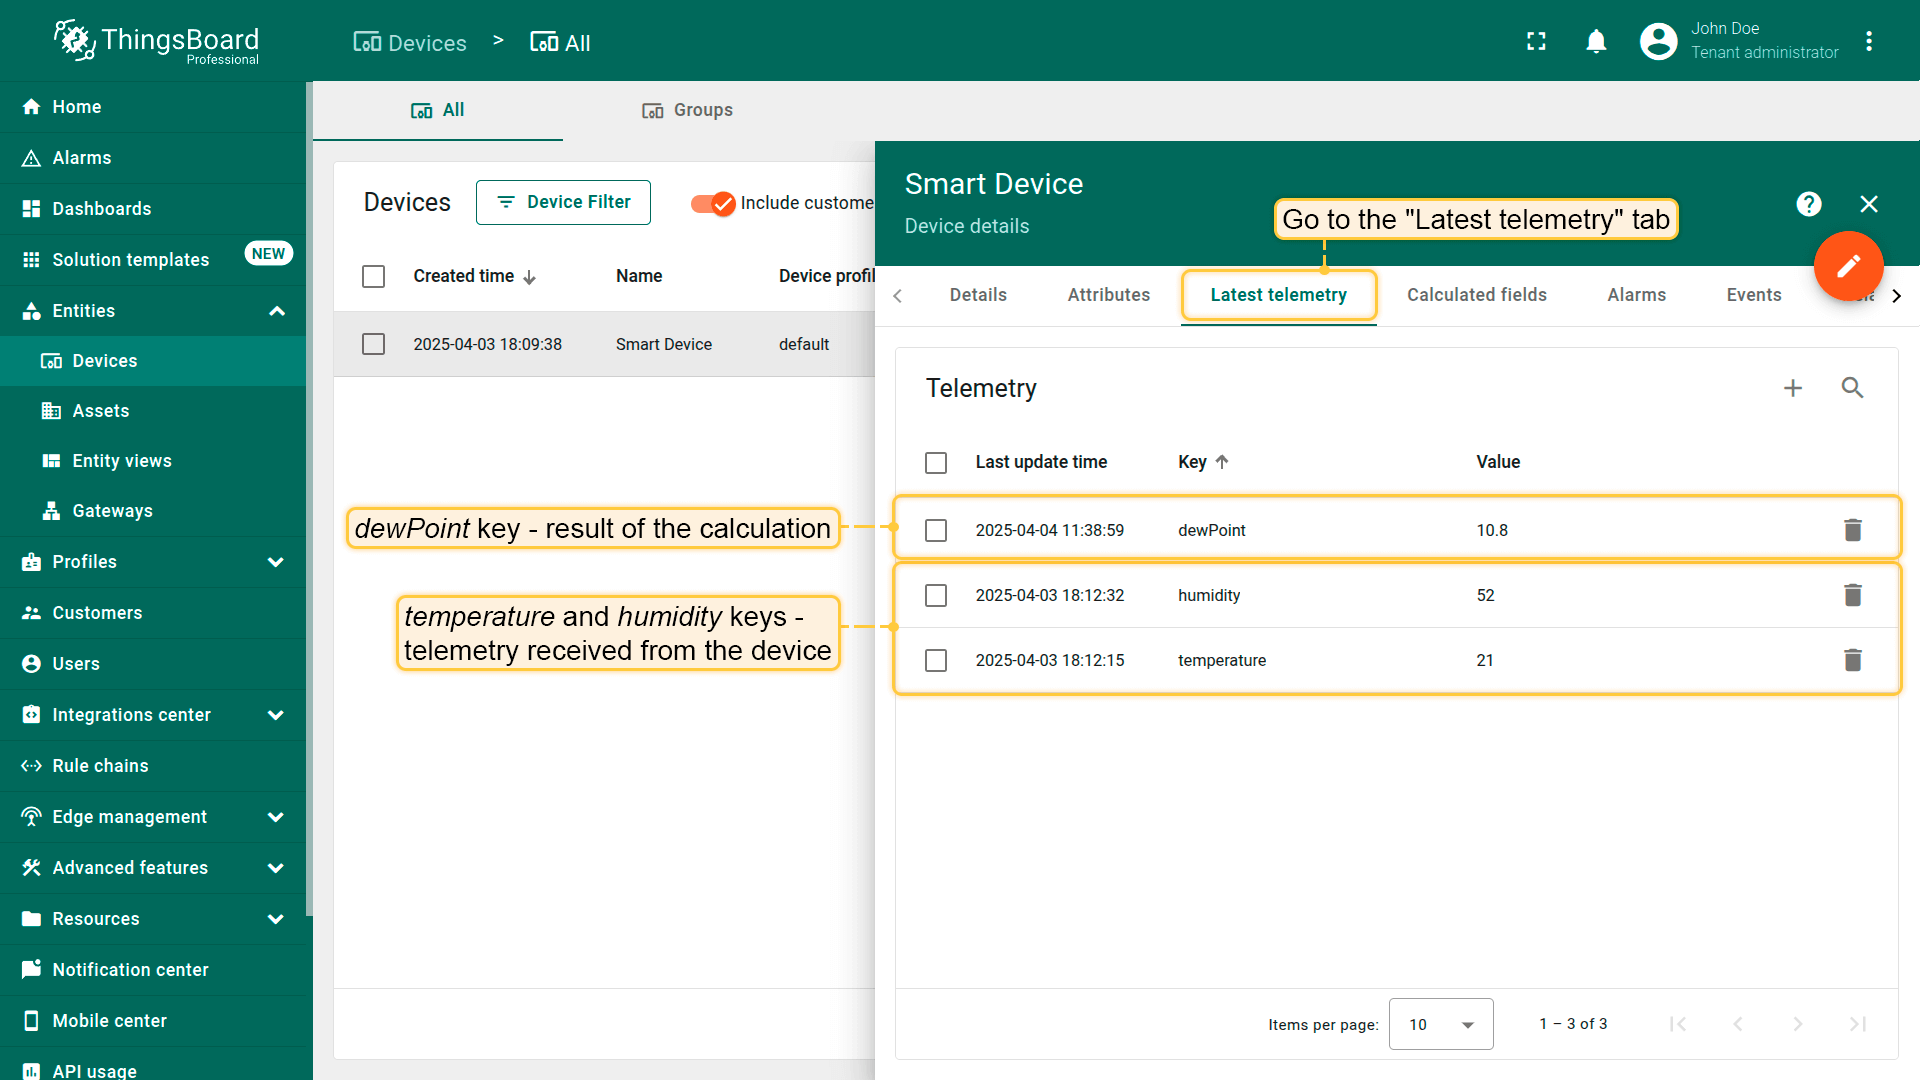 ThingsBoard
Professional
Devices > All
John Doe
Tenant administrator
Home
Alarms
Dashboards
Solution templates NEW
Entities
Devices
Assets
Entity views
Gateways
Profiles
Customers
Users
Integrations center
Rule chains
Edge management
Advanced features
Resources
Notification center
Mobile center
API usage
All Groups
Devices Device Filter Include custome
Created time Name Device profil
2025-04-03 18:09:38 Smart Device default
dewPoint key - result of the calculation
temperature and humidity keys -
telemetry received from the device
Smart Device
Device details
Go to the "Latest telemetry" tab
Details Attributes Latest telemetry Calculated fields Alarms Events
Telemetry
Last update time Key Value
2025-04-04 11:38:59 dewPoint 10.8
2025-04-03 18:12:32 humidity 52
2025-04-03 18:12:15 temperature 21
Items per page: 10 1 – 3 of 3